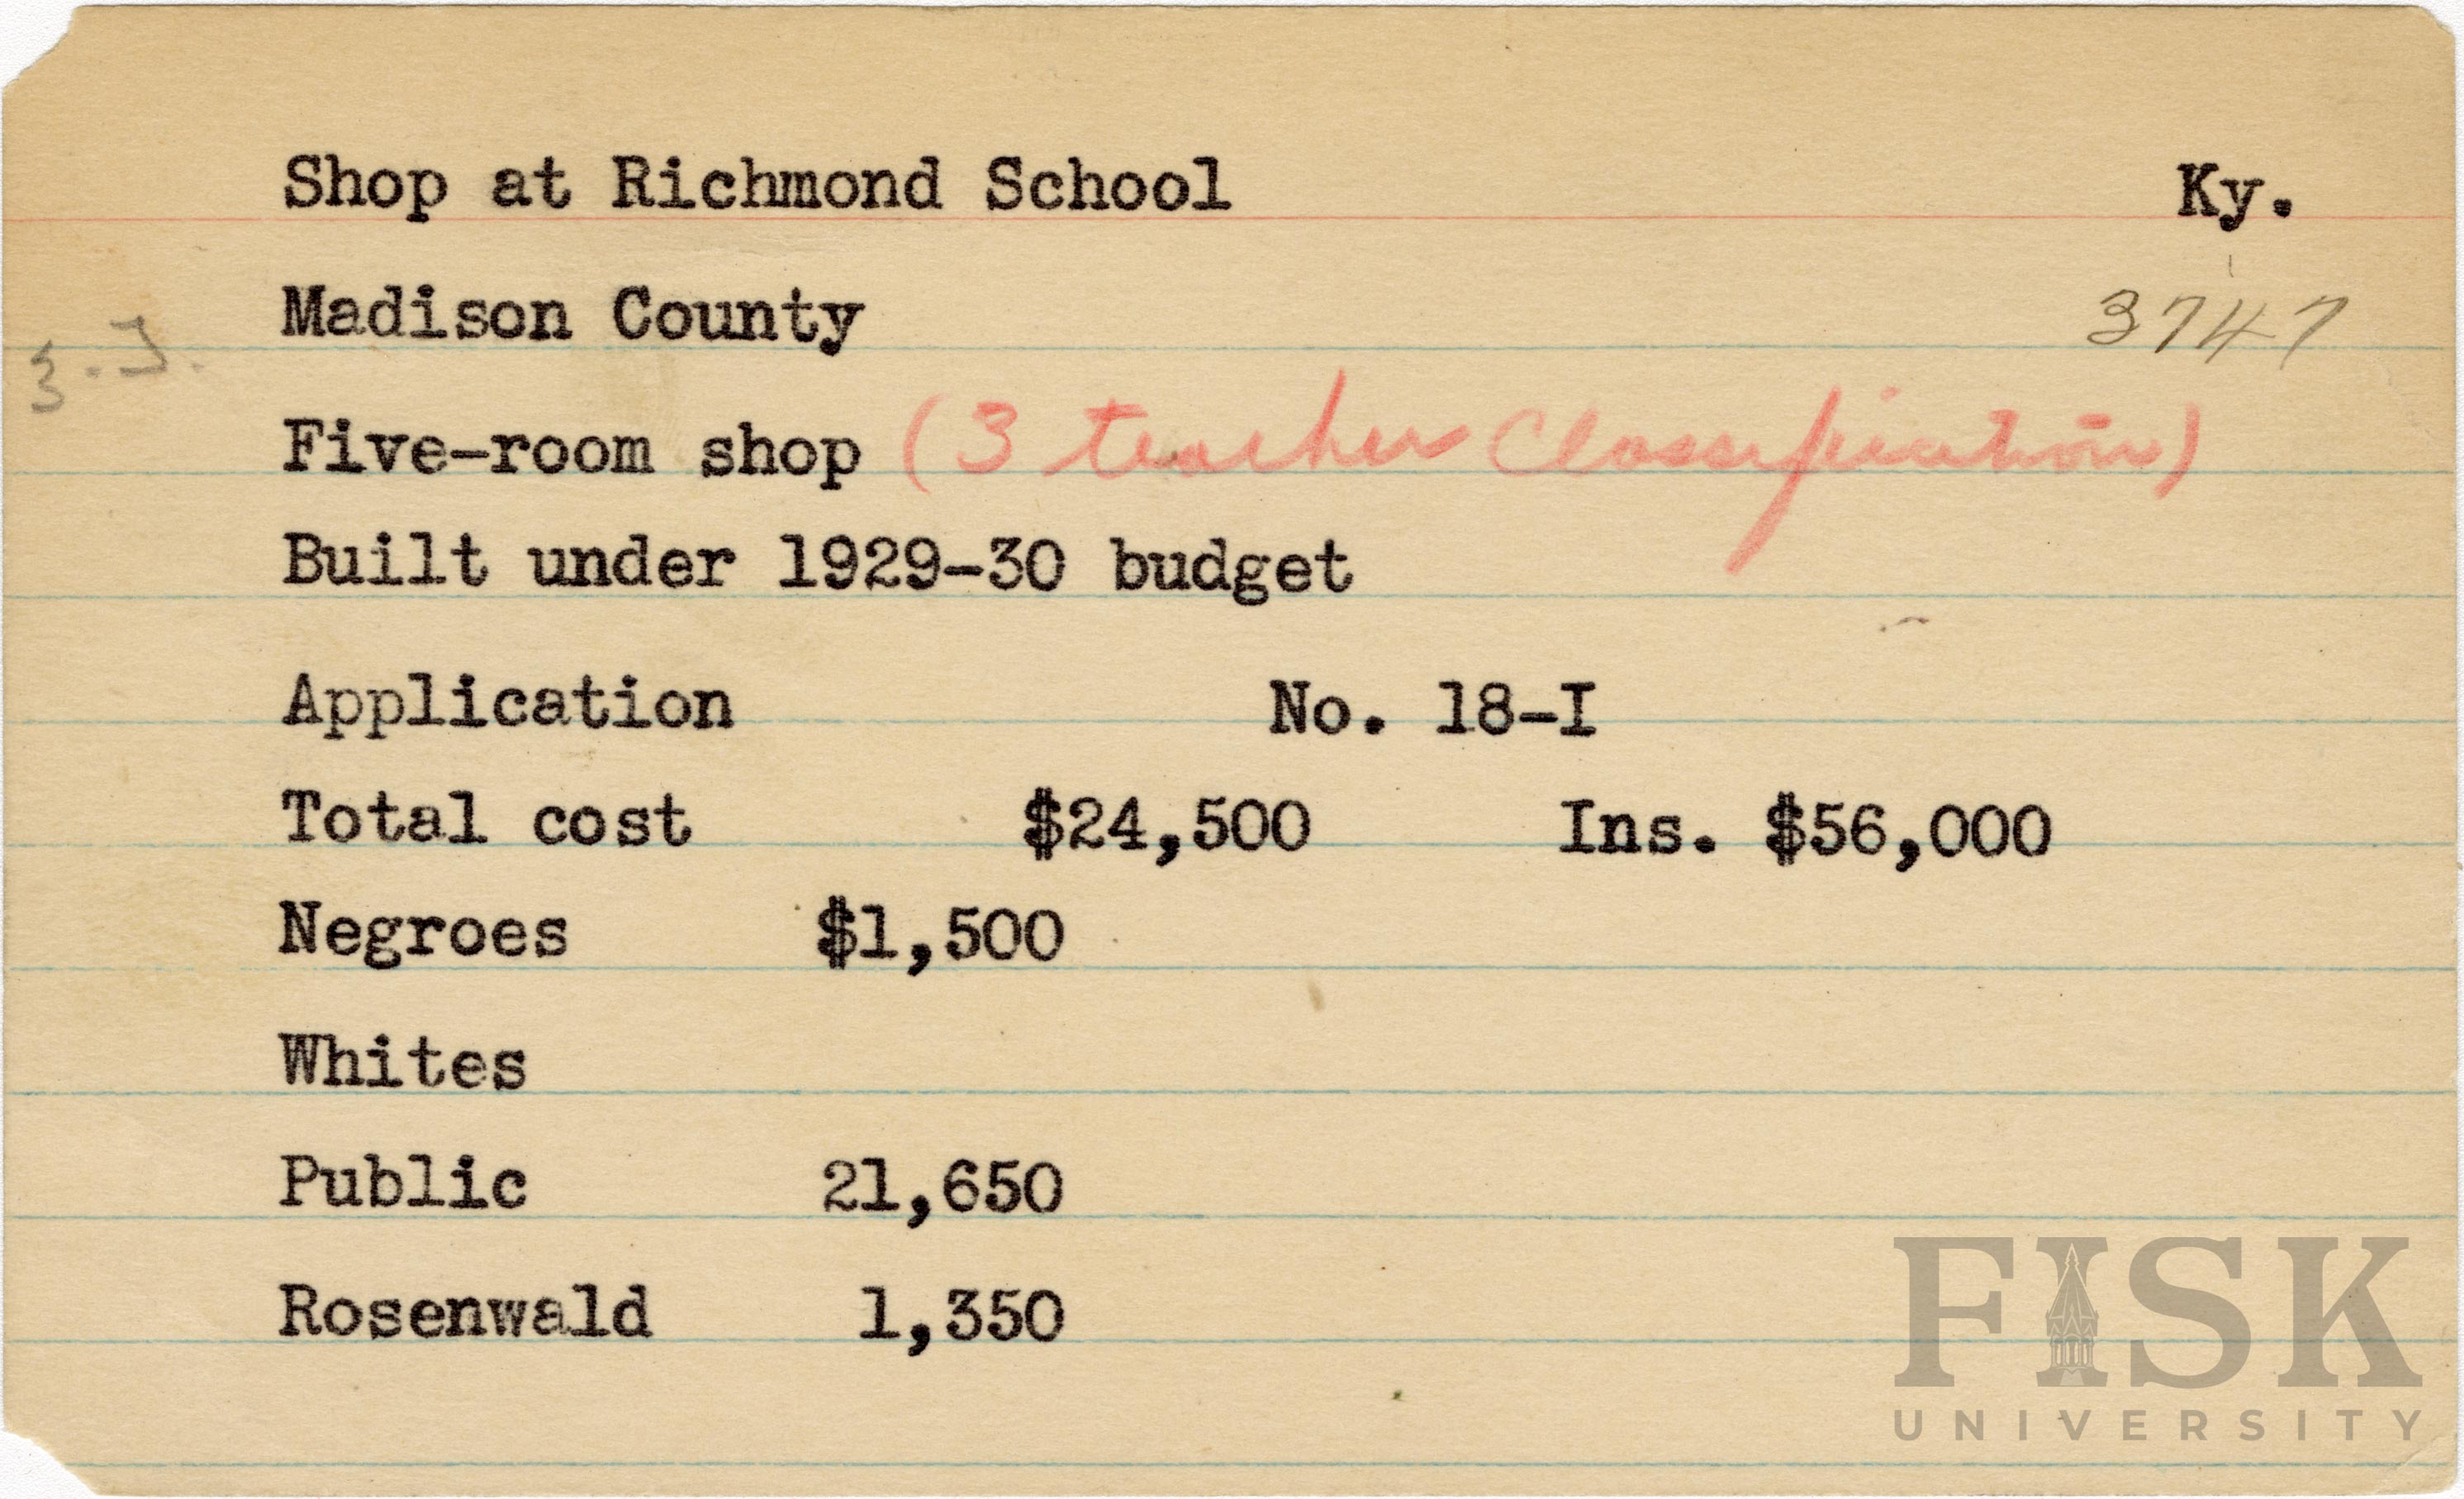 Shop at Richmond School Ky.
Madison County 3747
3.T.
Five-room shop (3 teacher Classification)
Built under 1929-30 budget
Application No. 18-I
Total cost $24,500 Ins. $56,000
Negroes $1,500
Whites
Public 21,650
Rosenwald 1,350
FISK
UNIVERSITY